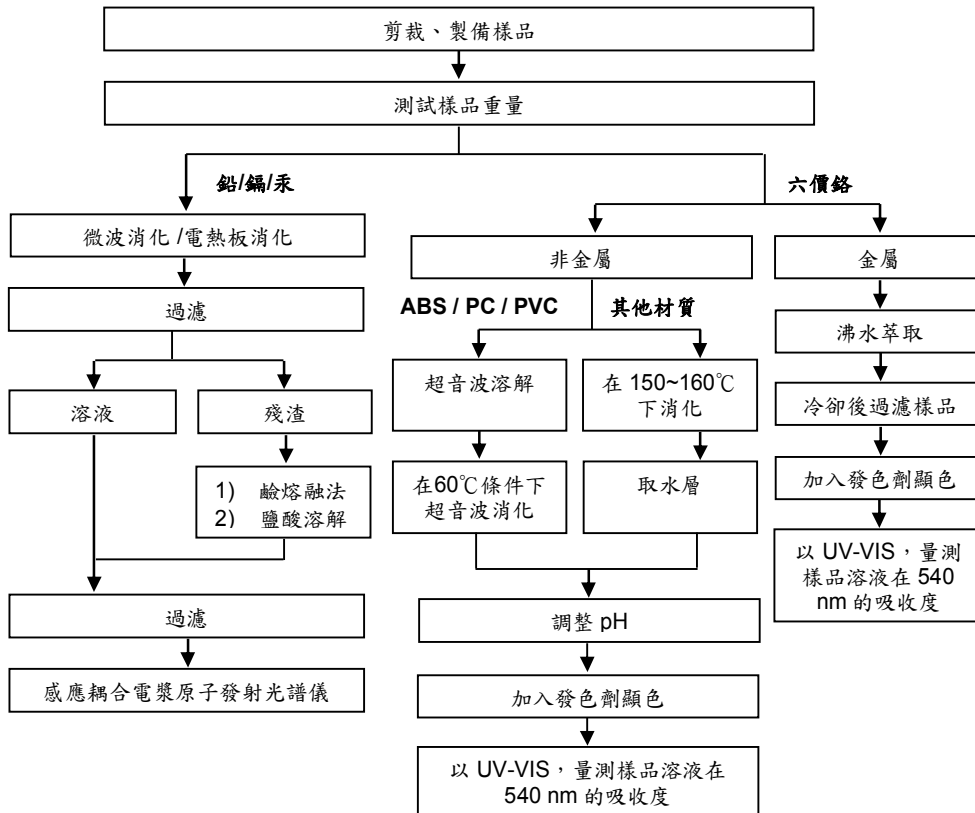 剪裁、製備樣品
測試樣品重量
鉛/鎘/汞
六價鉻
微波消化 /電熱板消化
非金屬
金屬
過濾
ABS / PC / PVC
其他材質
沸水萃取
溶液
殘渣
超音波溶解
在 150~160℃
下消化
冷卻後過濾樣品
1) 鹼熔融法
2) 鹽酸溶解
在60℃條件下
超音波消化
取水層
加入發色劑顯色
以 UV-VIS，量測
樣品溶液在 540
nm 的吸收度
過濾
調整 pH
感應耦合電漿原子發射光譜儀
加入發色劑顯色
以 UV-VIS，量測樣品溶液在
540 nm 的吸收度